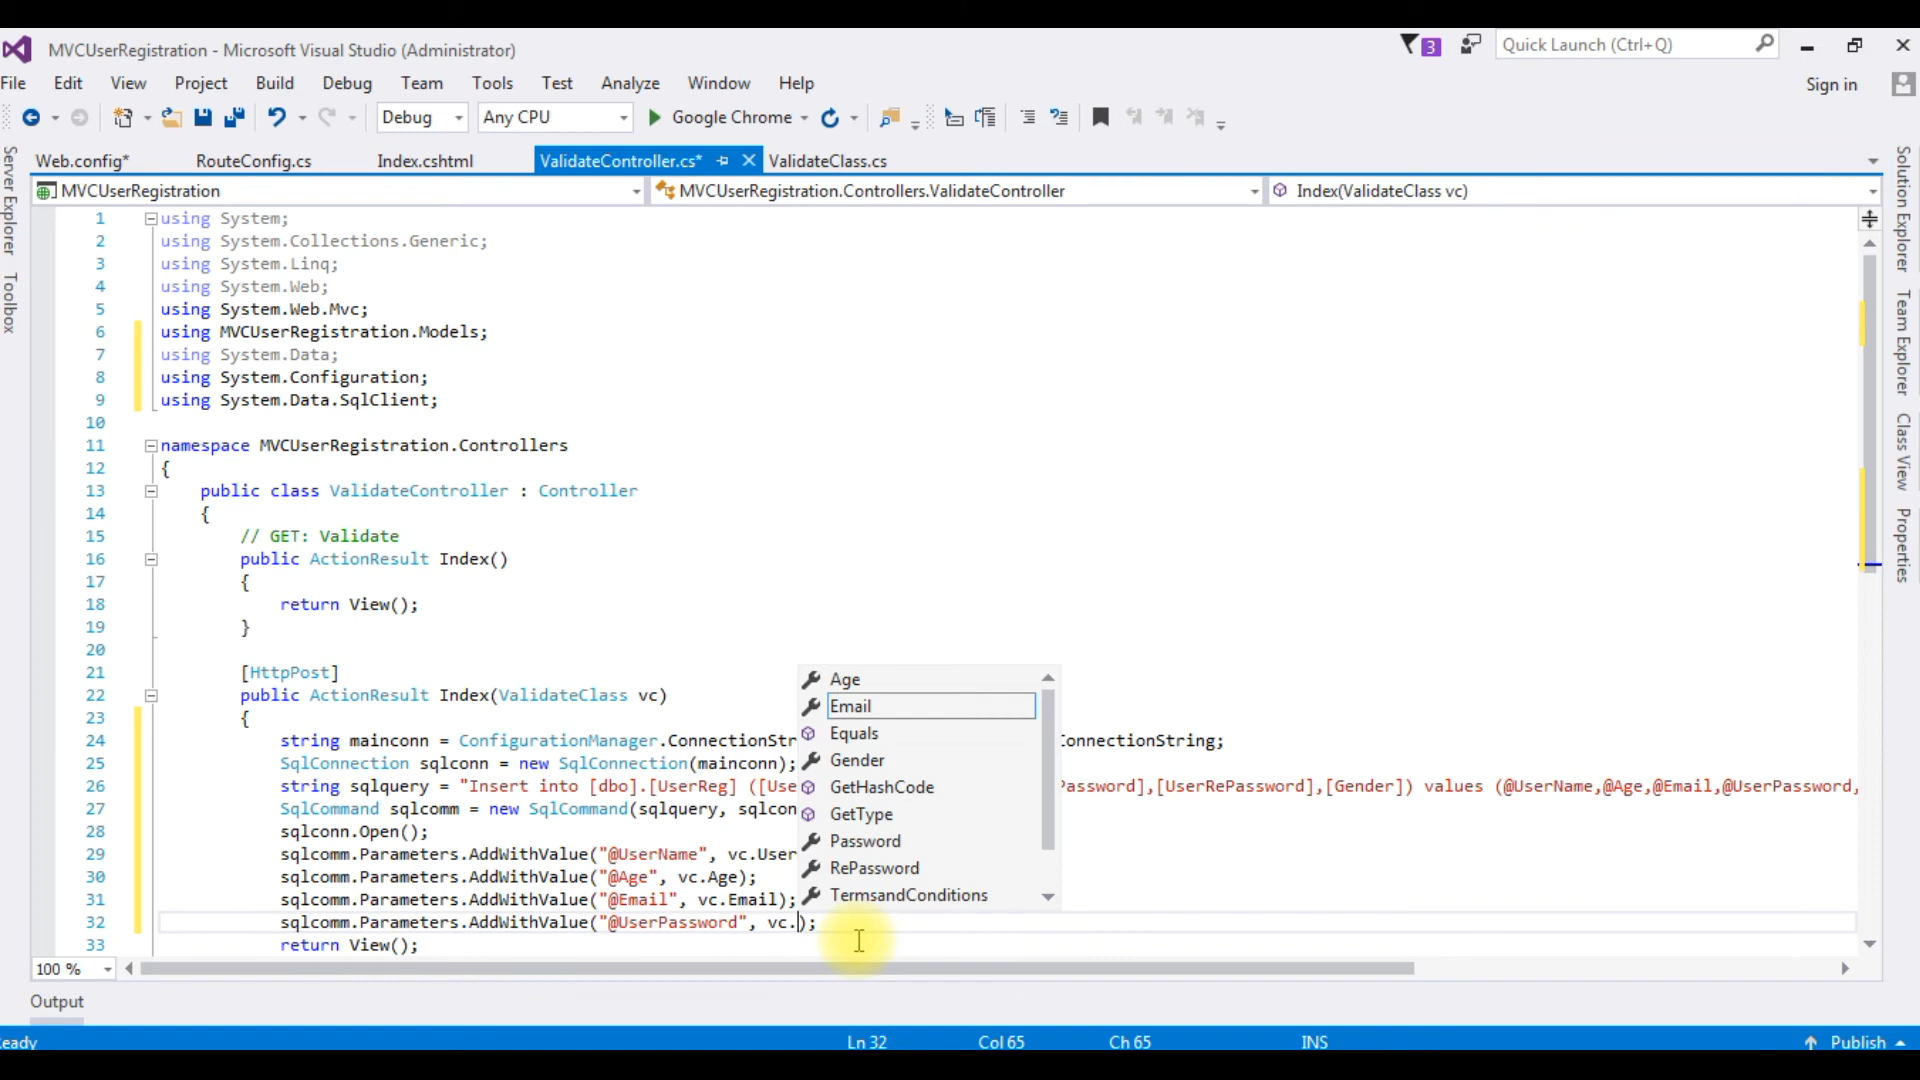 MVCUserRegistration - Microsoft Visual Studio (Administrator)
3
Quick Launch (Ctrl+Q)
File Edit View Project Build Debug Team Tools Test Analyze Window Help
Sign in
Debug Any CPU Google Chrome
Web.config* RouteConfig.cs Index.cshtml ValidateController.cs* ValidateClass.cs
MVCUserRegistration MVCUserRegistration.Controllers.ValidateController Index(ValidateClass vc)
Server Explorer
Toolbox
Solution Explorer
Team Explorer
Class View
Properties
1 using System;
2 using System.Collections.Generic;
3 using System.Linq;
4 using System.Web;
5 using System.Web.Mvc;
6 using MVCUserRegistration.Models;
7 using System.Data;
8 using System.Configuration;
9 using System.Data.SqlClient;
10
11 namespace MVCUserRegistration.Controllers
12 {
13 public class ValidateController : Controller
14 {
15 // GET: Validate
16 public ActionResult Index()
17 {
18 return View();
19 }
20
21 [HttpPost]
22 public ActionResult Index(ValidateClass vc)
23 {
24 string mainconn = ConfigurationManager.ConnectionStr ConnectionString;
25 SqlConnection sqlconn = new SqlConnection(mainconn);
26 string sqlquery = "Insert into [dbo].[UserReg] ([Use Password],[UserRePassword],[Gender]) values (@UserName,@Age,@Email,@UserPassword,
27 SqlCommand sqlcomm = new SqlCommand(sqlquery, sqlcon
28 sqlconn.Open();
29 sqlcomm.Parameters.AddWithValue("@UserName", vc.User
30 sqlcomm.Parameters.AddWithValue("@Age", vc.Age);
31 sqlcomm.Parameters.AddWithValue("@Email", vc.Email);
32 sqlcomm.Parameters.AddWithValue("@UserPassword", vc.);
33 return View();
Age
Email
Equals
Gender
GetHashCode
GetType
Password
RePassword
TermsandConditions
100 %
Output
eady Ln 32 Col 65 Ch 65 INS Publish